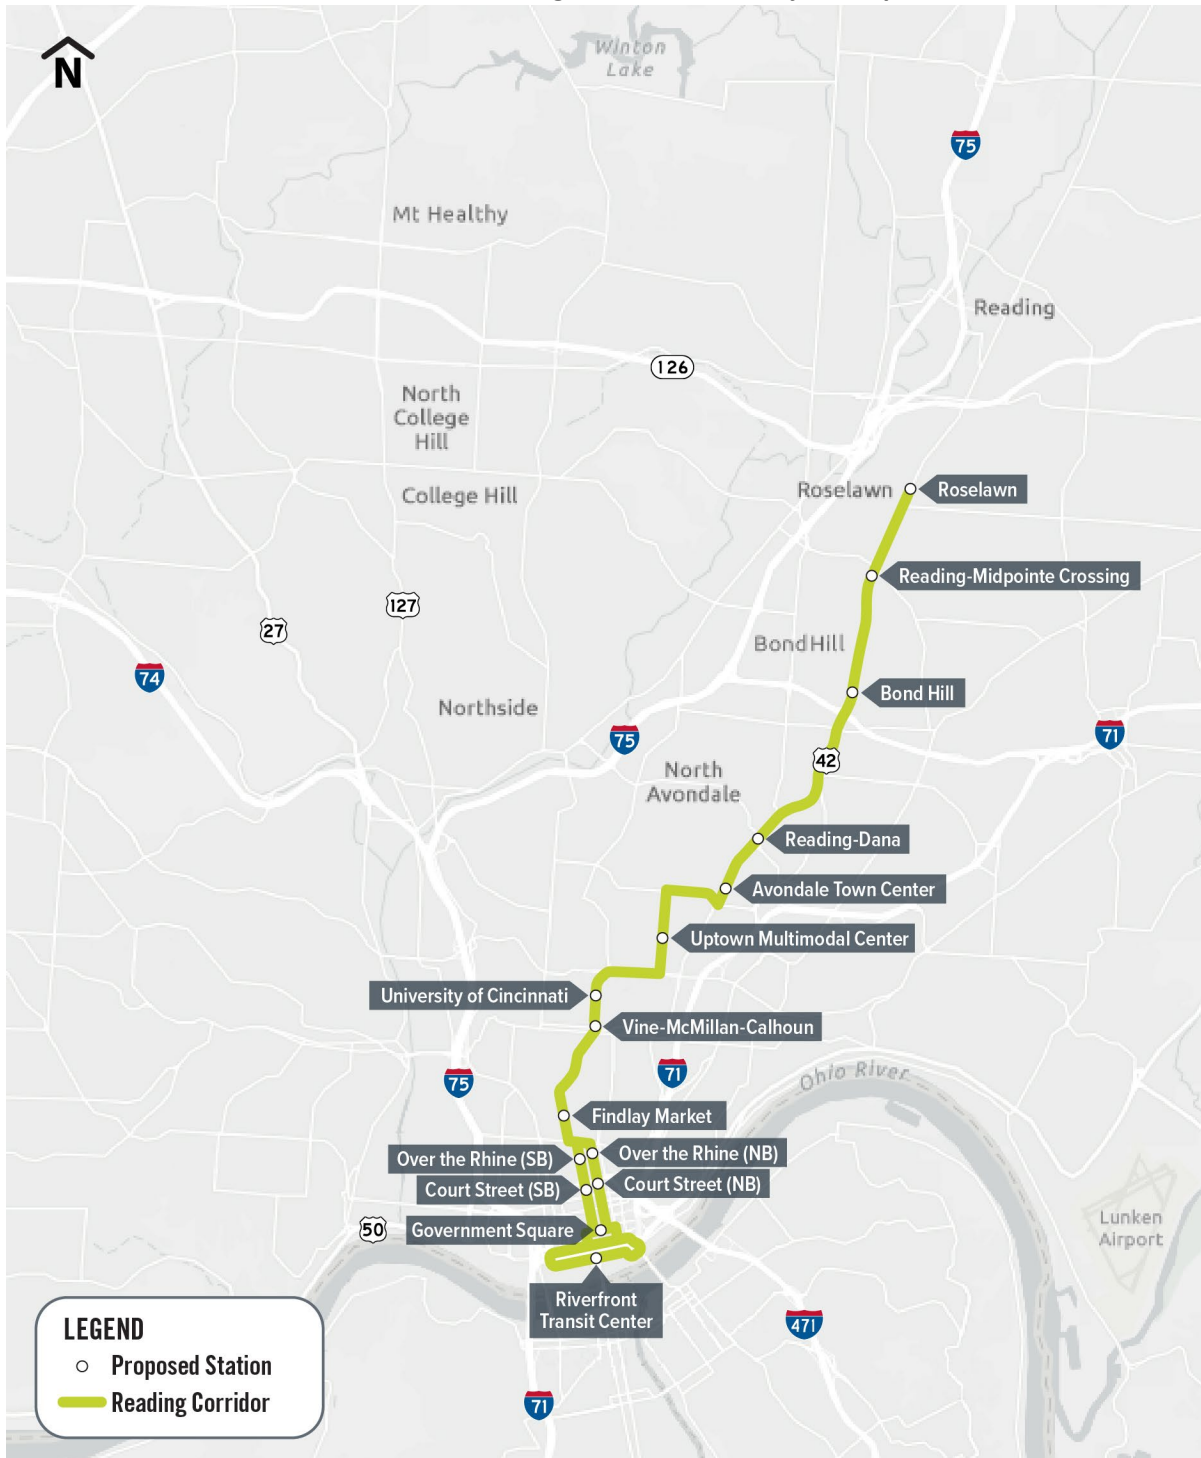 N
Winton
Lake
75
Mt Healthy
Reading
126
North
College
Hill
College Hill
Roselawn
Roselawn
Reading-Midpointe Crossing
127
27
Bond Hill
74
Bond Hill
Northside
75
71
42
North
Avondale
Reading-Dana
Avondale Town Center
Uptown Multimodal Center
University of Cincinnati
Vine-McMillan-Calhoun
71
75
Ohio River
Findlay Market
Over the Rhine (SB)
Over the Rhine (NB)
Court Street (SB)
Court Street (NB)
50
Government Square
Lunken
Airport
Riverfront
Transit Center
471
71
LEGEND
Proposed Station
Reading Corridor